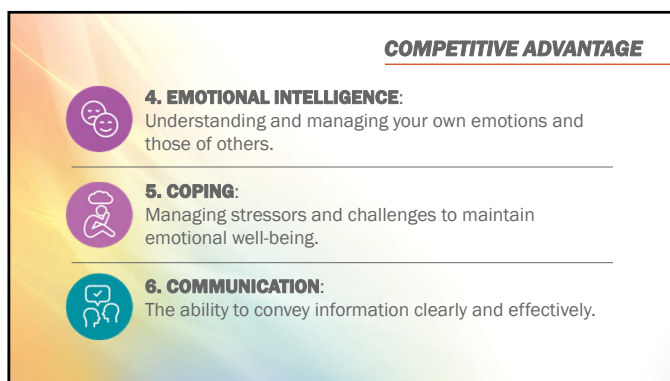 COMPETITIVE ADVANTAGE
4. EMOTIONAL INTELLIGENCE:
Understanding and managing your own emotions and
those of others.
5. COPING:
Managing stressors and challenges to maintain
emotional well-being.
6. COMMUNICATION:
The ability to convey information clearly and effectively.